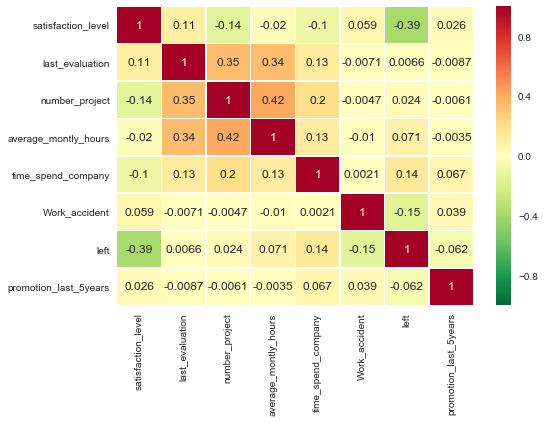 satisfaction_level 1 0.11 -0.14 -0.02 -0.1 0.059 -0.39 0.026
last_evaluation 0.11 1 0.35 0.34 0.13 -0.0071 0.0066 -0.0087
number_project -0.14 0.35 1 0.42 0.2 -0.0047 0.024 -0.0061
average_montly_hours -0.02 0.34 0.42 1 0.13 -0.01 0.071 -0.0035
time_spend_company -0.1 0.13 0.2 0.13 1 0.0021 0.14 0.067
Work_accident 0.059 -0.0071 -0.0047 -0.01 0.0021 1 -0.15 0.039
left -0.39 0.0066 0.024 0.071 0.14 -0.15 1 -0.062
promotion_last_5years 0.026 -0.0087 -0.0061 -0.0035 0.067 0.039 -0.062 1
satisfaction_level
last_evaluation
number_project
average_montly_hours
time_spend_company
Work_accident
left
promotion_last_5years
0.8
0.4
0.0
−0.4
−0.8